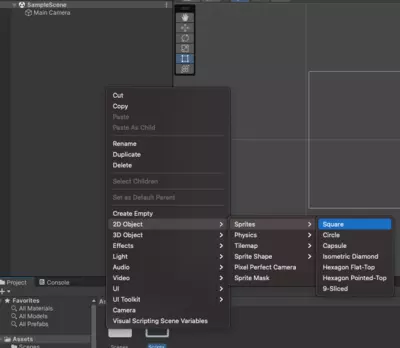 SampleScene
Main Camera
Cut
Copy
Paste
Paste As Child
Rename
Duplicate
Delete
Select Children
Set as Default Parent
Create Empty
2D Object
3D Object
Effects
Light
Audio
Video
UI
UI Toolkit
Camera
Visual Scripting Scene Variables
Sprites
Physics
Tilemap
Sprite Shape
Pixel Perfect Camera
Sprite Mask
Square
Circle
Capsule
Isometric Diamond
Hexagon Flat-Top
Hexagon Pointed-Top
9-Sliced
Project
Console
Favorites
All Materials
All Models
All Prefabs
Assets
Scenes
Scenes